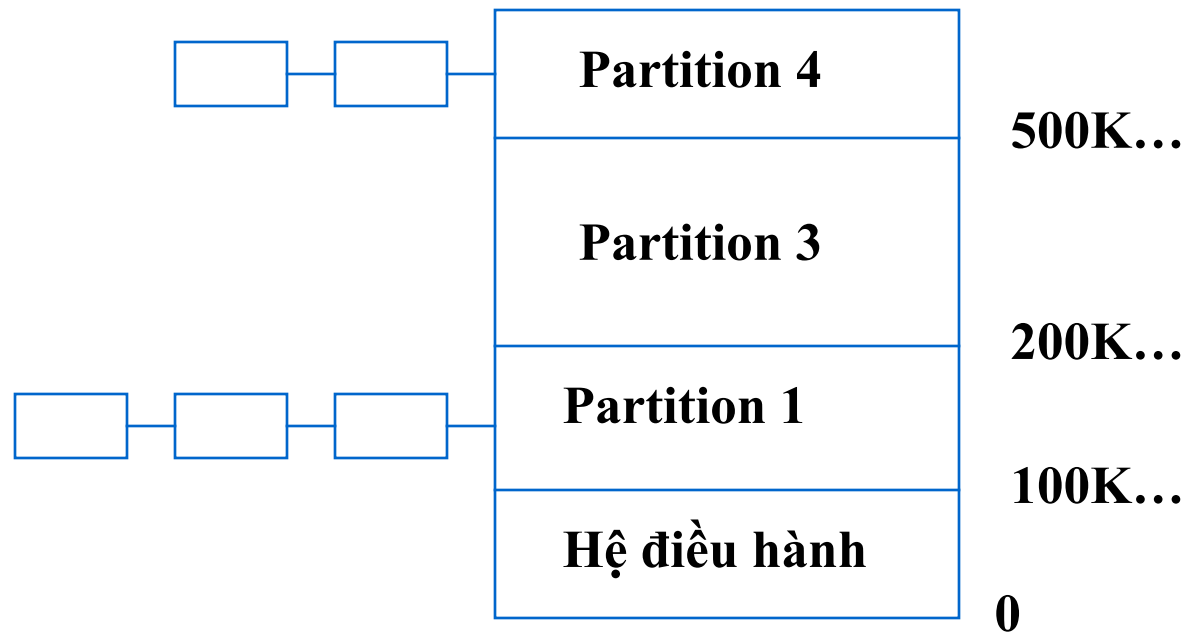 Partition 4
500K…
Partition 3
200K…
Partition 1
100K…
Hệ điều hành
0